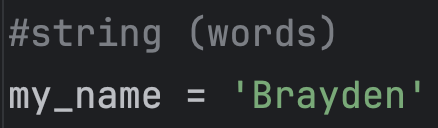 #string (words)
my_name = 'Brayden'